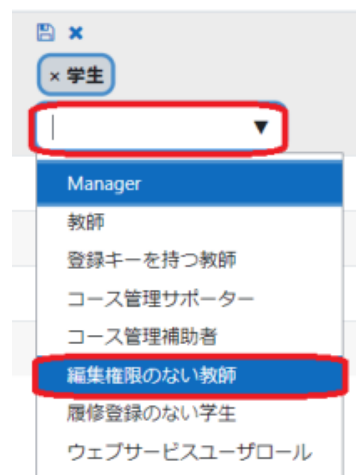 × 学生
Manager
教師
登録キーを持つ教師
コース管理サポーター
コース管理補助者
編集権限のない教師
履修登録のない学生
ウェブサービスユーザロール